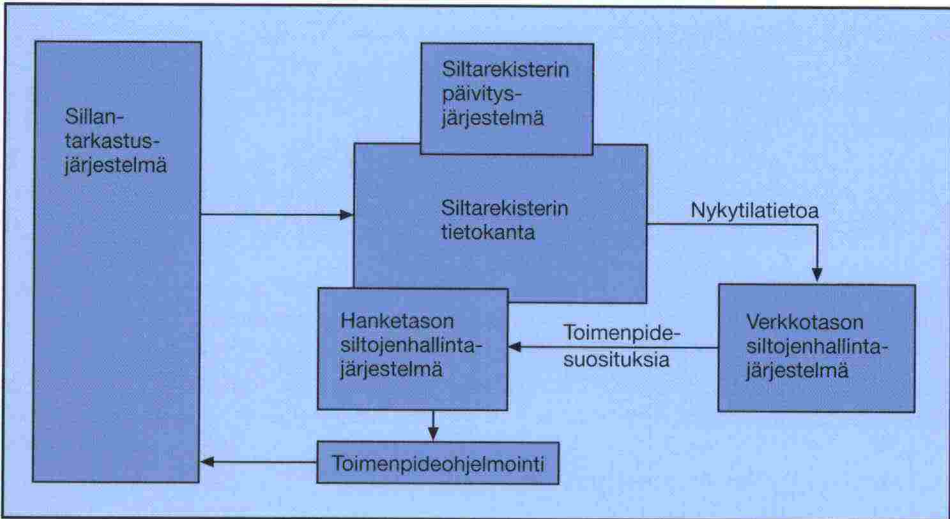 Sillan-
tarkastus-
järjestelmä
Siltarekisterin
päivitys-
järjestelmä
Siltarekisterin
tietokanta
Nykytilatietoa
Hanketason
siltojenhallinta-
järjestelmä
Toimenpide-
suosituksia
Verkkotason
siltojenhallinta-
järjestelmä
Toimenpideohjelmointi